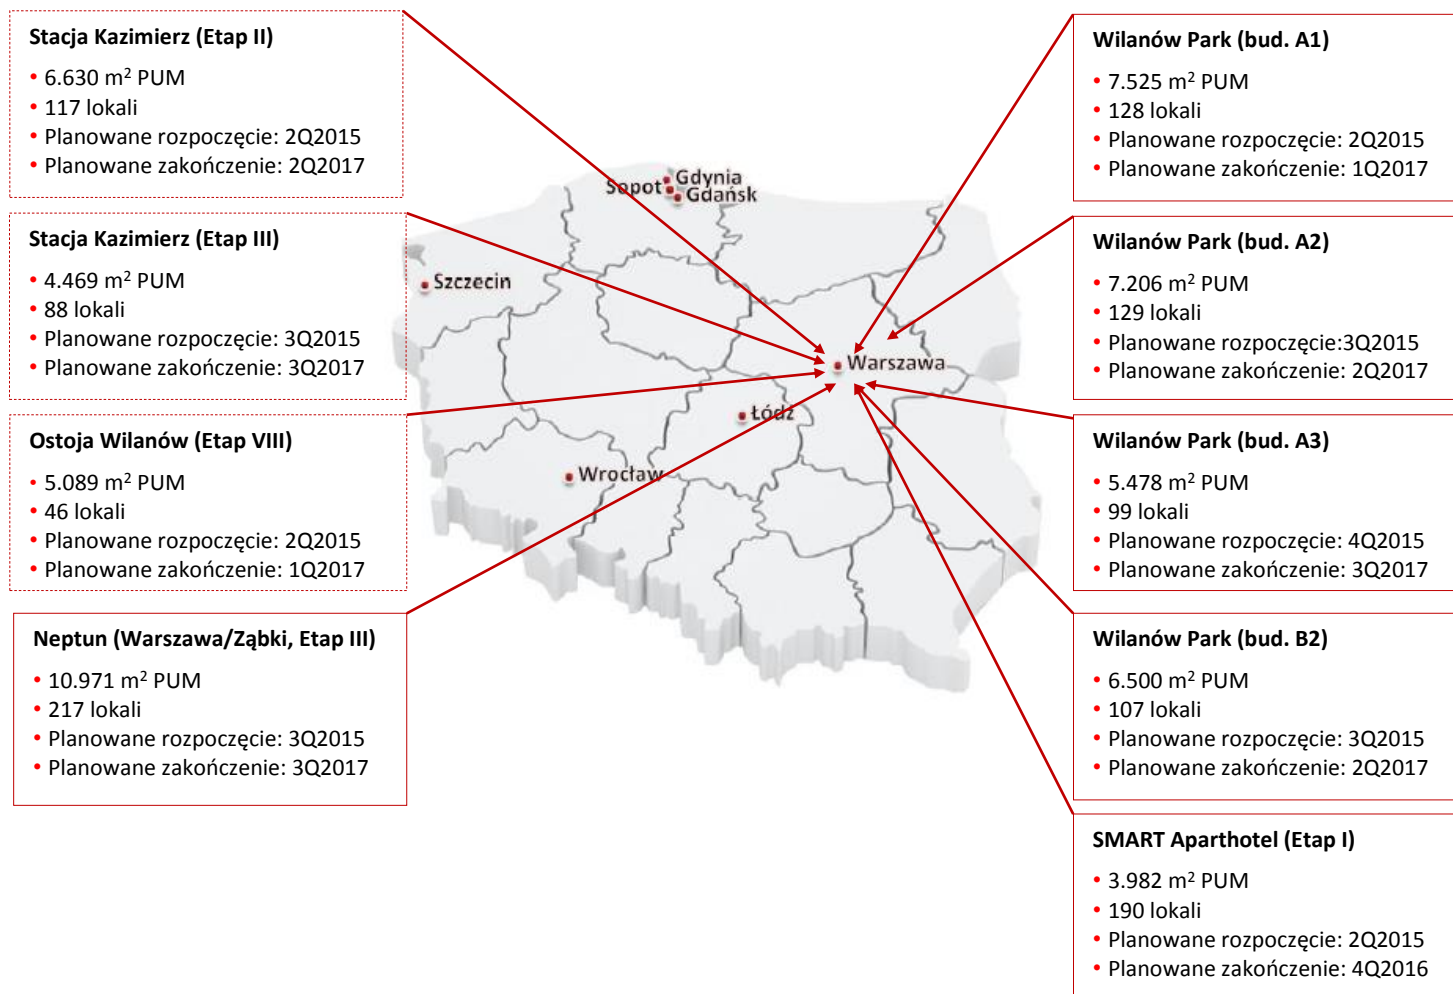 Stacja Kazimierz (Etap II)
• 6.630 m² PUM
• 117 lokali
• Planowane rozpoczęcie: 2Q2015
• Planowane zakończenie: 2Q2017
Stacja Kazimierz (Etap III)
• 4.469 m² PUM
• 88 lokali
• Planowane rozpoczęcie: 3Q2015
• Planowane zakończenie: 3Q2017
Ostoja Wilanów (Etap VIII)
• 5.089 m² PUM
• 46 lokali
• Planowane rozpoczęcie: 2Q2015
• Planowane zakończenie: 1Q2017
Neptun (Warszawa/Ząbki, Etap III)
• 10.971 m² PUM
• 217 lokali
• Planowane rozpoczęcie: 3Q2015
• Planowane zakończenie: 3Q2017
Gdynia
Sopot
Gdańsk
Szczecin
Warszawa
Łódź
Wrocław
Wilanów Park (bud. A1)
• 7.525 m² PUM
• 128 lokali
• Planowane rozpoczęcie: 2Q2015
• Planowane zakończenie: 1Q2017
Wilanów Park (bud. A2)
• 7.206 m² PUM
• 129 lokali
• Planowane rozpoczęcie:3Q2015
• Planowane zakończenie: 2Q2017
Wilanów Park (bud. A3)
• 5.478 m² PUM
• 99 lokali
• Planowane rozpoczęcie: 4Q2015
• Planowane zakończenie: 3Q2017
Wilanów Park (bud. B2)
• 6.500 m² PUM
• 107 lokali
• Planowane rozpoczęcie: 3Q2015
• Planowane zakończenie: 2Q2017
SMART Aparthotel (Etap I)
• 3.982 m² PUM
• 190 lokali
• Planowane rozpoczęcie: 2Q2015
• Planowane zakończenie: 4Q2016